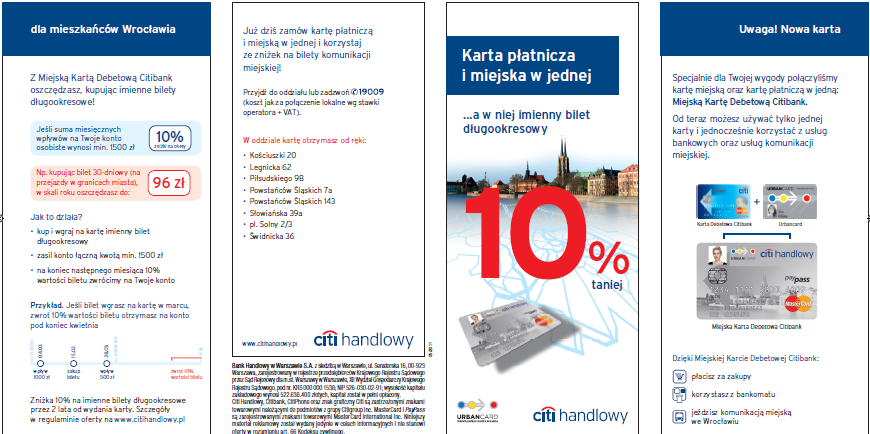 dla mieszkańców Wrocławia
Z Miejską Kartą Debetową Citibank
oszczędzasz, kupując imienne bilety
długookresowe!
Jeśli suma miesięcznych
wpływów na Twoje konto
osobiste wynosi min. 1500 zł
10%
zniżki na okey
Np. kupując bilet 30-dniowy (na
przejazdy w granicach miasta),
w skali roku oszczędzasz do:
96 zł
Jak to działa?
• kup i wgraj na kartę imienny bilet
długookresowy
• zasil konto łączną kwotą min. 1500 zł
• na koniec następnego miesiąca 10%
wartości biletu zwrócimy na Twoje konto
Przykład. Jeśli bilet wgrasz na kartę w marcu,
zwrot 10% wartości biletu otrzymasz na konto
pod koniec kwietnia
wpływ
1000 zł
zakup
biletu
wpływ
500 zł
zwrot 10%
wartości biletu
Zniżka 10% na imienne bilety długookresowe
przez 2 lata od wydania karty. Szczegóły
w regulaminie oferty na www.citihandlowy.pl
Już dziś zamów kartę płatniczą
i miejską w jednej i korzystaj
ze zniżek na bilety komunikacji
miejskiej!
Przyjdź do oddziału lub zadzwoń ✆19009
(koszt jak za połączenie lokalne wg stawki
operatora + VAT).
W oddziale kartę otrzymasz od ręki:
• Kościuszki 20
• Legnicka 62
• Piłsudskiego 98
• Powstańców Śląskich 7a
• Powstańców Śląskich 143
• Słowiańska 39a
• pl. Solny 2/3
• Świdnicka 36
www.citihandlowy.pl
citi handlowy
Bank Handlowy w Warszawie S.A. z siedzibą w Warszawie, ul. Senatorska 16, 00-923
Warszawa, zarejestrowany w rejestrze przedsiębiorców Krajowego Rejestru Sądowego
przez Sąd Rejonowy dla m.st. Warszawy w Warszawie, XII Wydział Gospodarczy Krajowego
Rejestru Sądowego, pod nr. KRS 000 000 1538; NIP 526-030-02-91; wysokość kapitału
zakładowego wynosi 522.638.400 złotych, kapitał został w pełni opłacony.
Citi Handlowy, Citibank, CitiPhone oraz znak graficzny Citi są zastrzeżonymi znakami
towarowymi należącymi do podmiotów z grupy Citigroup Inc. MasterCard i PayPass
są zarejestrowanymi znakami towarowymi MasterCard International Inc. Niniejszy
materiał reklamowy został wydany jedynie w celach informacyjnych i nie stanowi
oferty w rozumieniu art. 66 Kodeksu cywilnego.
Karta płatnicza
i miejska w jednej
...a w niej imienny bilet
długookresowy
10%
taniej
URBANCARD
citi handlowy
Uwaga! Nowa karta
Specjalnie dla Twojej wygody połączyliśmy
kartę miejską oraz kartę płatniczą w jedną:
Miejską Kartę Debetową Citibank.
Od teraz możesz używać tylko jednej
karty i jednocześnie korzystać z usług
bankowych oraz usług komunikacji
miejskiej.
citi
MasterCard
+
URBANCARD
Karta Debetowa Citibank
Urbancard
URBANCARD
citi handlowy
paypass
MasterCard
Miejska Karta Debetowa Citibank
Dzięki Miejskiej Karcie Debetowej Citibank:
płacisz za zakupy
korzystasz z bankomatu
jeździsz komunikacją miejską
we Wrocławiu